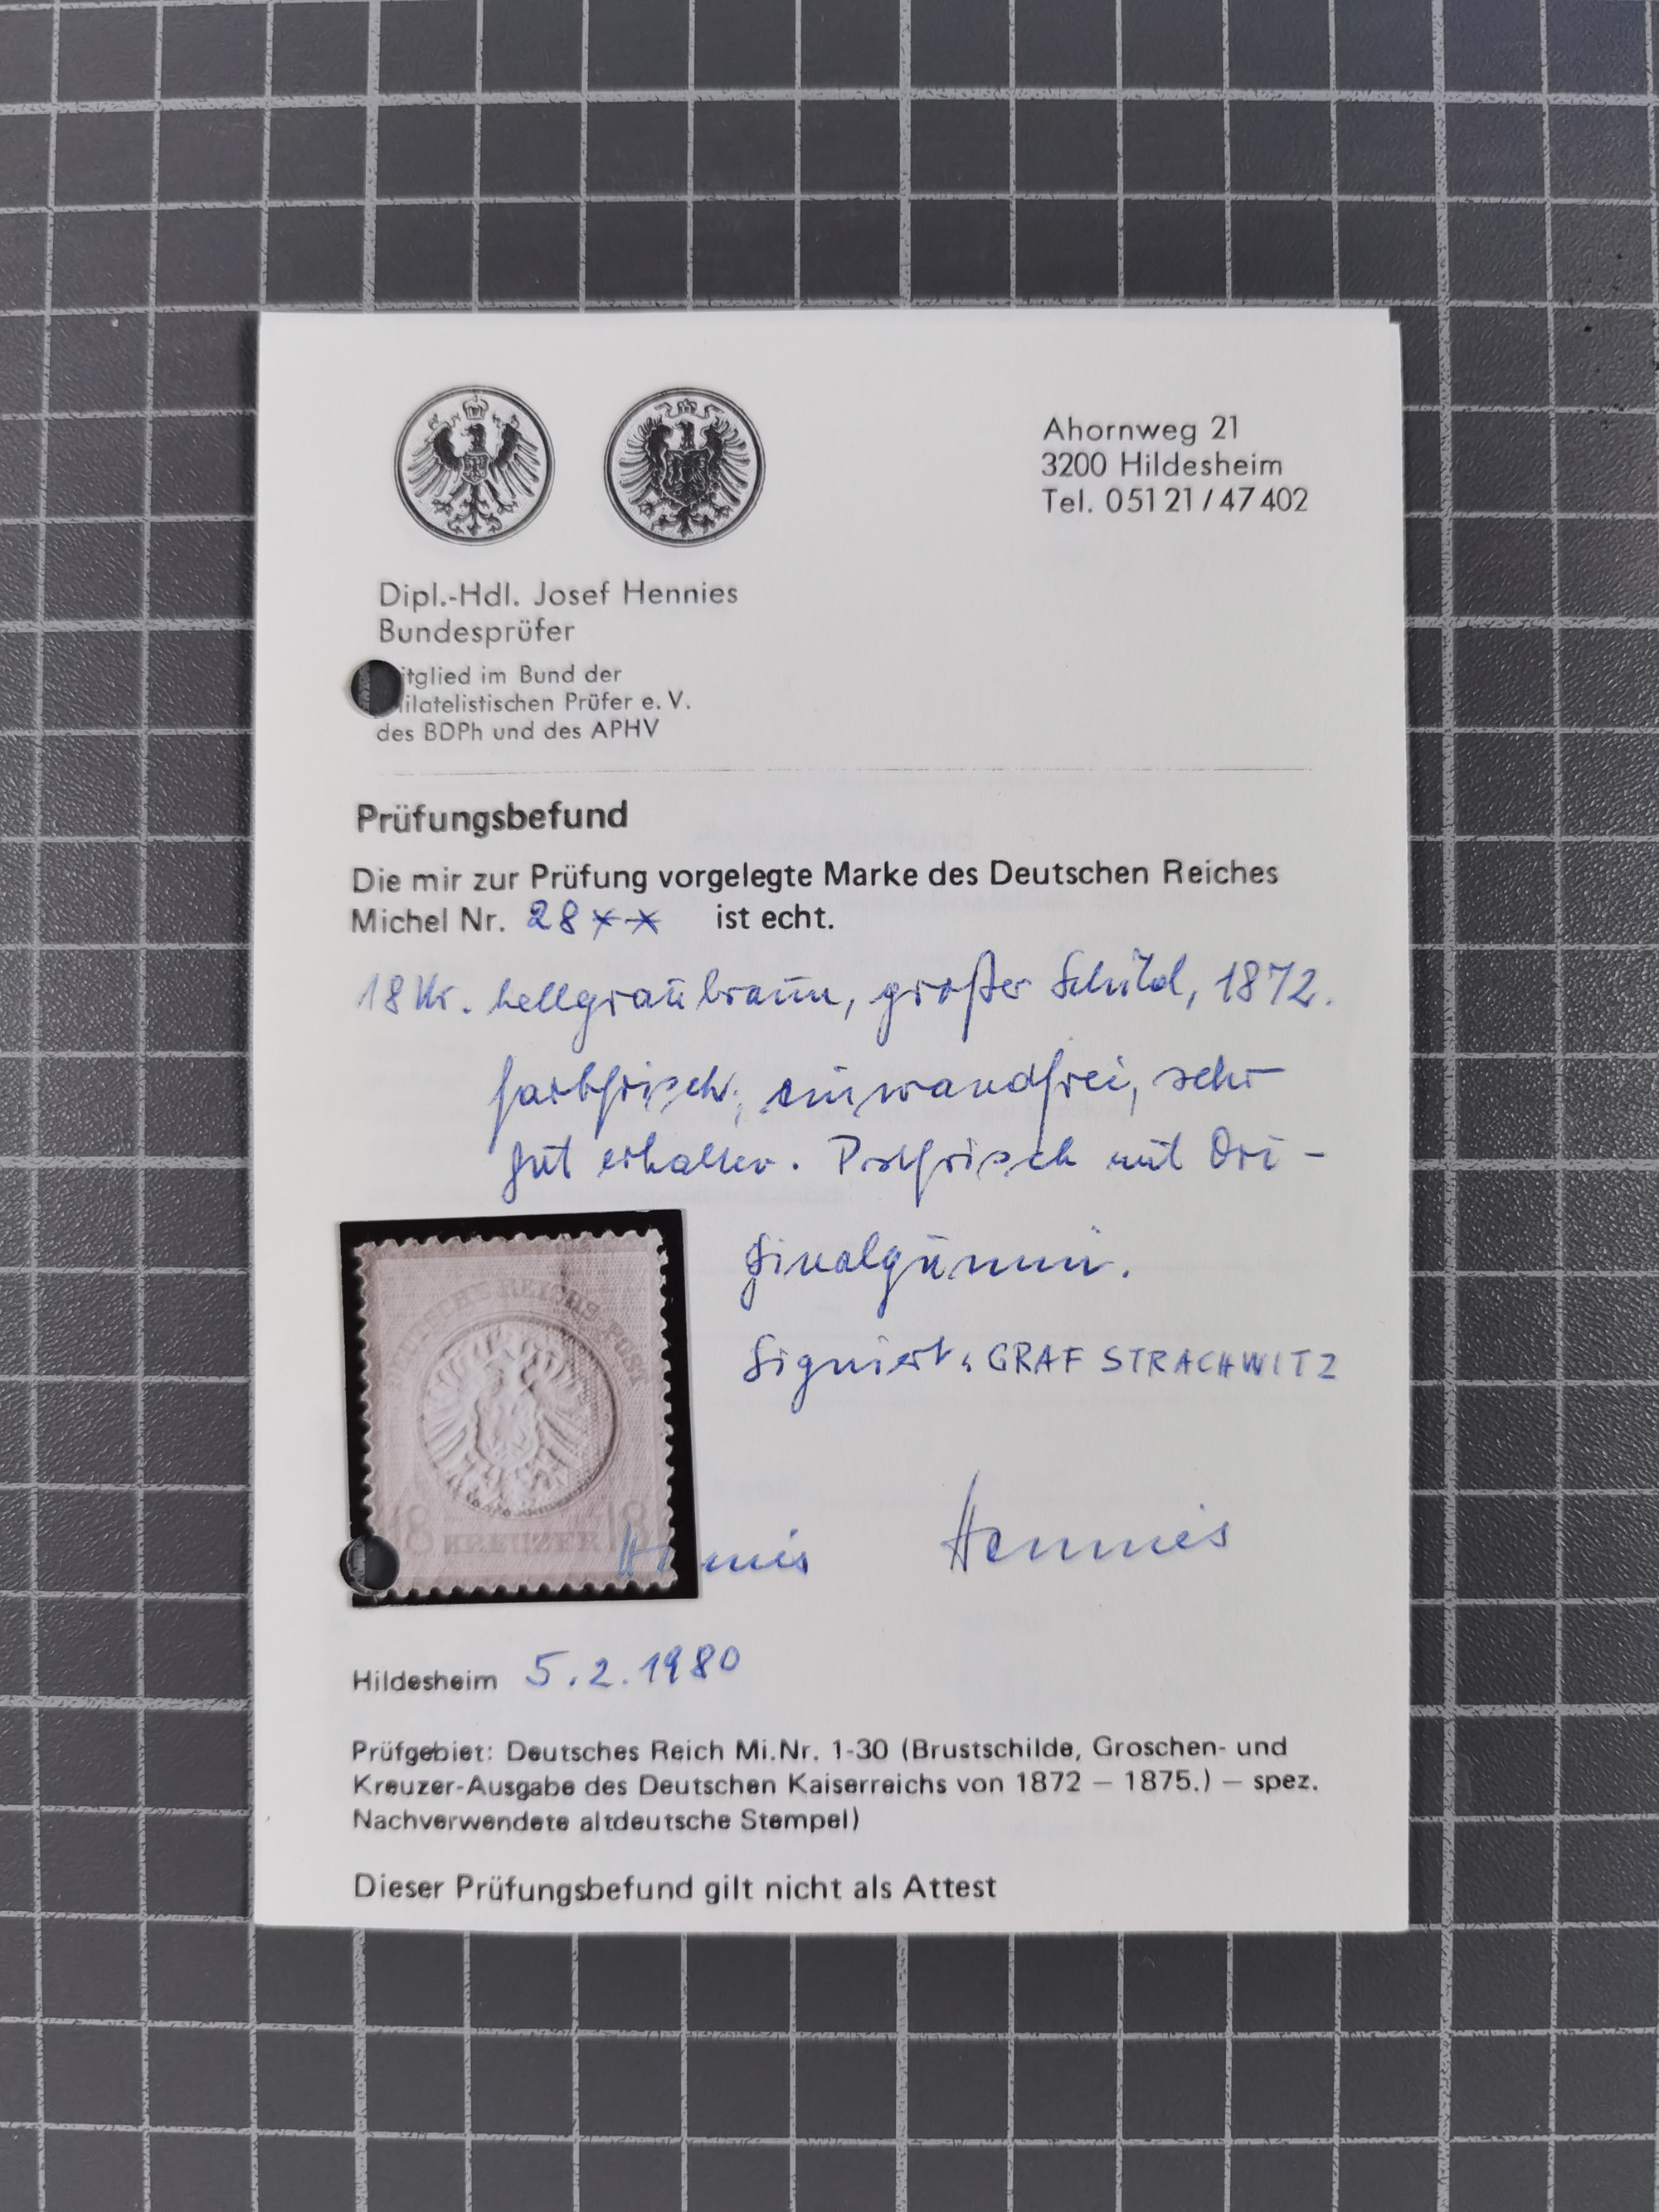 Ahornweg 21
3200 Hildesheim
Tel. 05121/47402
Dipl.-Hdl. Josef Hennies
Bundesprüfer
itglied im Bund der
ilatelistischen Prüfer e. V.
des BDPh und des APHV
Prüfungsbefund
Die mir zur Prüfung vorgelegte Marke des Deutschen Reiches
Michel Nr. 28 ** ist echt.
18 Kr. hellgraubraun, großer Schild, 1872.
farbfrisch, einwandfrei, sehr
gut erhalten. Postfrisch mit Ori-
ginalgummi.
Signiert: GRAF STRACHWITZ
DEUTSCHE REICHS-POST
18 KREUZER 18
Hennies
Hennies
Hildesheim 5.2.1980
Prüfgebiet: Deutsches Reich Mi.Nr. 1-30 (Brustschilde, Groschen- und
Kreuzer-Ausgabe des Deutschen Kaiserreichs von 1872 – 1875.) – spez.
Nachverwendete altdeutsche Stempel)
Dieser Prüfungsbefund gilt nicht als Attest